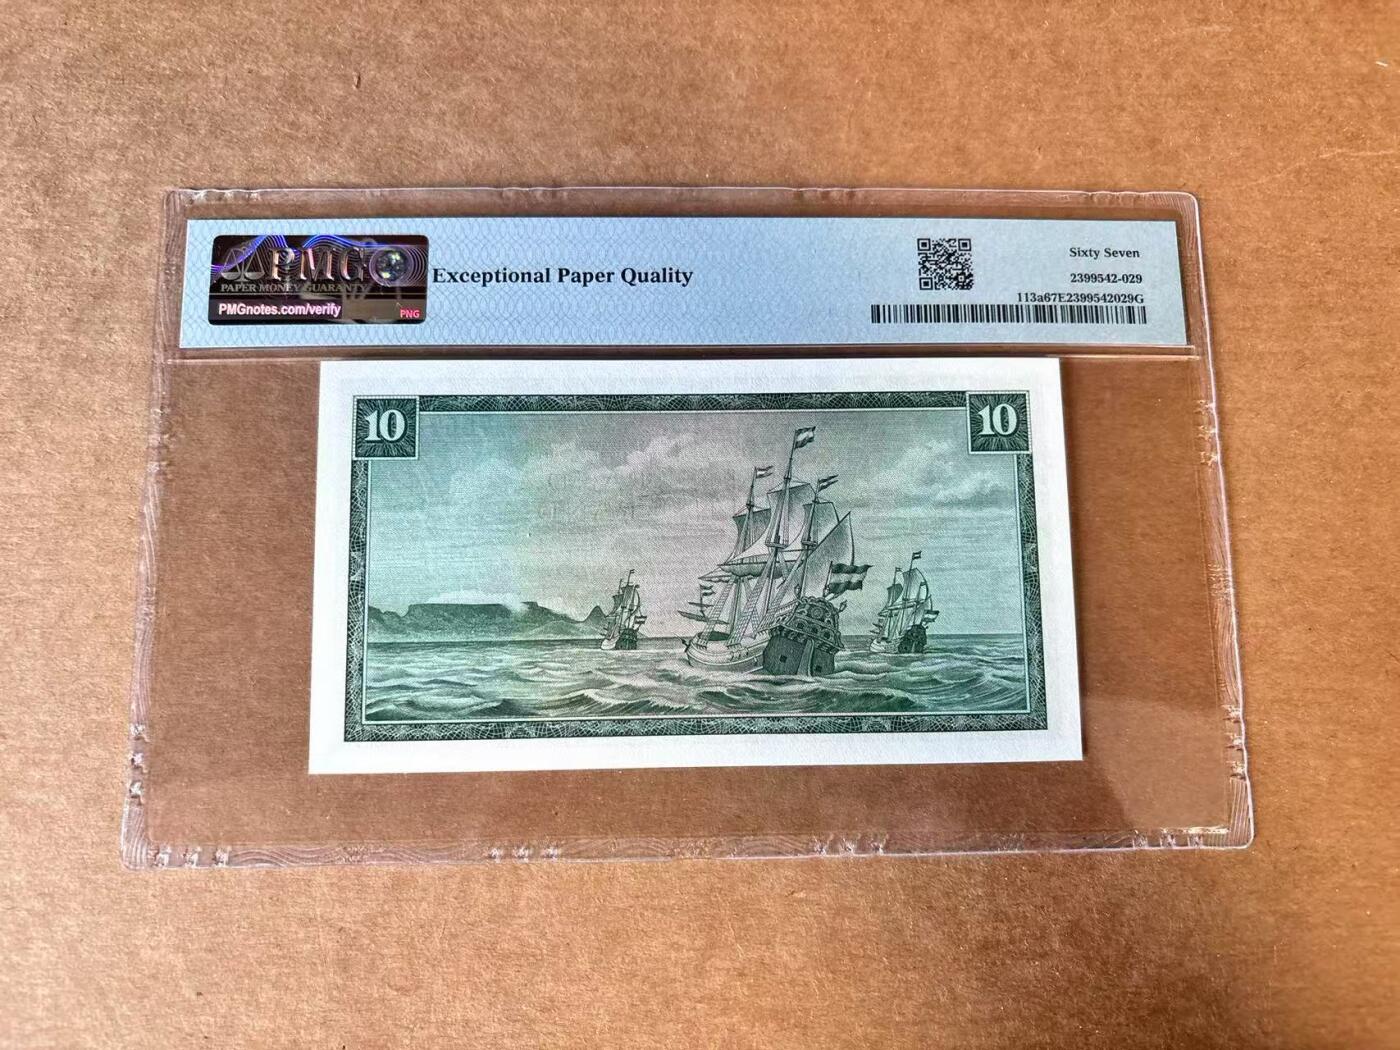 PMG
PAPER MONEY GUARANTY
PMGnotes.com/verify
PNG
Exceptional Paper Quality
Sixty Seven
2399542-029
113a67E2399542029G
10
10